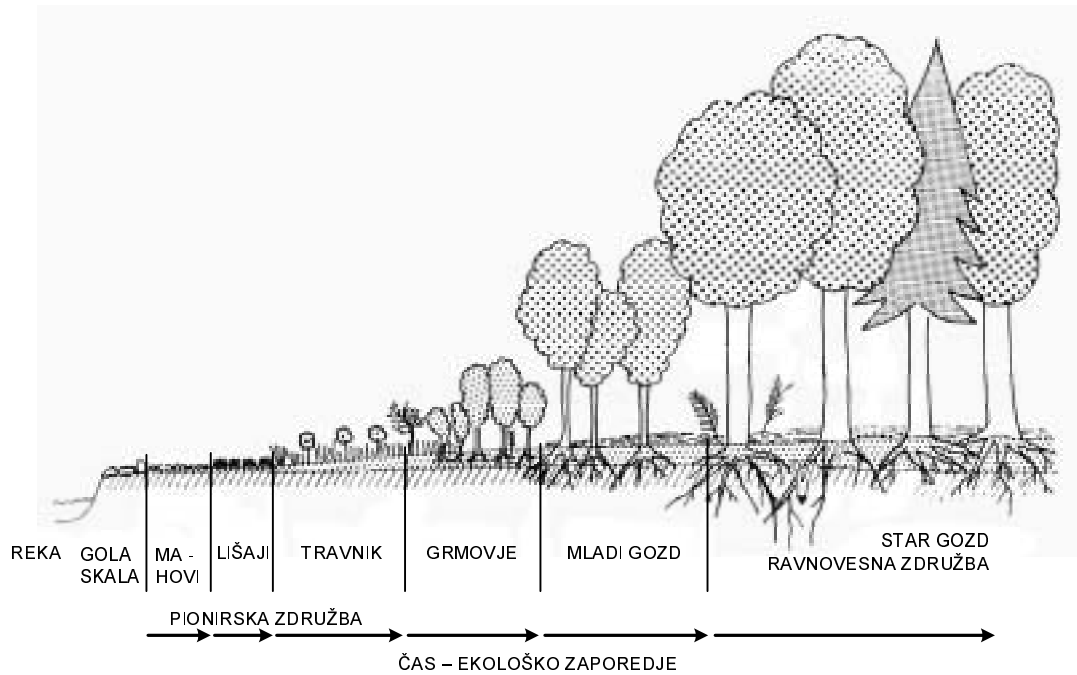 REKA
GOLA
SKALA
MA -
HOVI
LIŠAJI
TRAVNIK
GRMOVJE
MLADI GOZD
STAR GOZD
RAVNOVESNA ZDRUŽBA
PIONIRSKA ZDRUŽBA
ČAS – EKOLOŠKO ZAPOREDJE